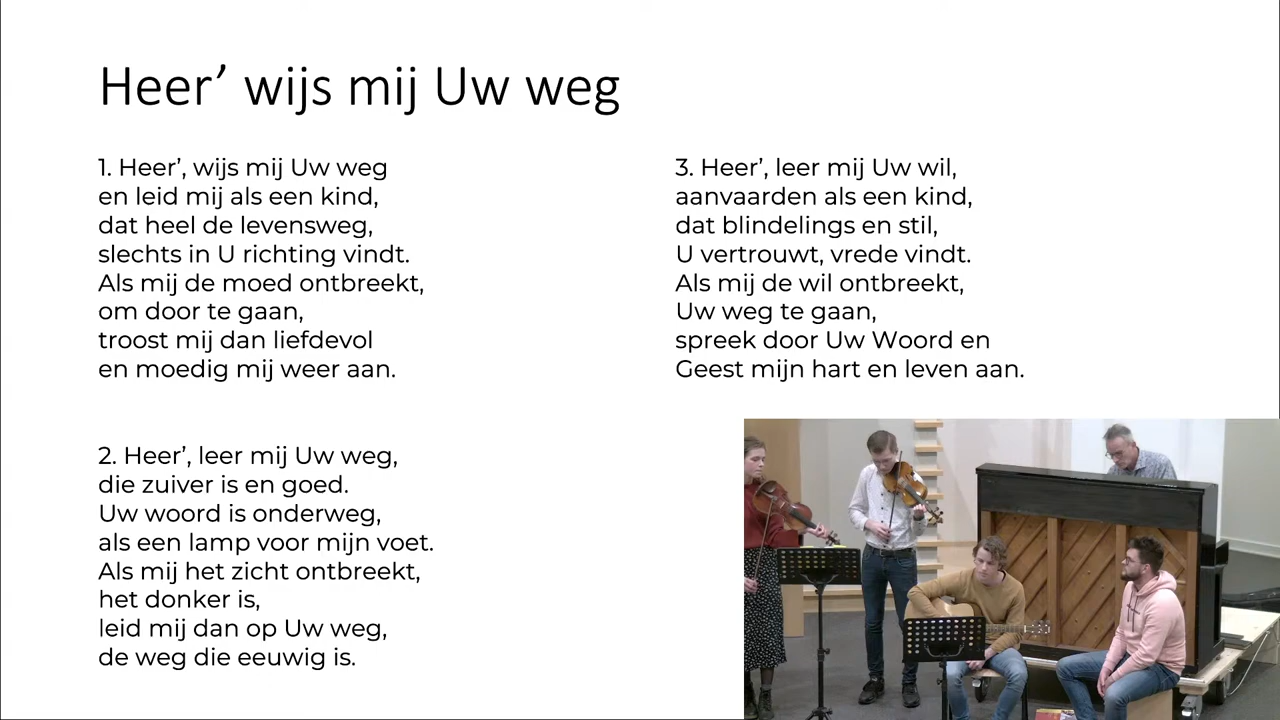 Heer’ wijs mij Uw weg
1. Heer’, wijs mij Uw weg
en leid mij als een kind,
dat heel de levensweg,
slechts in U richting vindt.
Als mij de moed ontbreekt,
om door te gaan,
troost mij dan liefdevol
en moedig mij weer aan.
2. Heer’, leer mij Uw weg,
die zuiver is en goed.
Uw woord is onderweg,
als een lamp voor mijn voet.
Als mij het zicht ontbreekt,
het donker is,
leid mij dan op Uw weg,
de weg die eeuwig is.
3. Heer’, leer mij Uw wil,
aanvaarden als een kind,
dat blindelings en stil,
U vertrouwt, vrede vindt.
Als mij de wil ontbreekt,
Uw weg te gaan,
spreek door Uw Woord en
Geest mijn hart en leven aan.